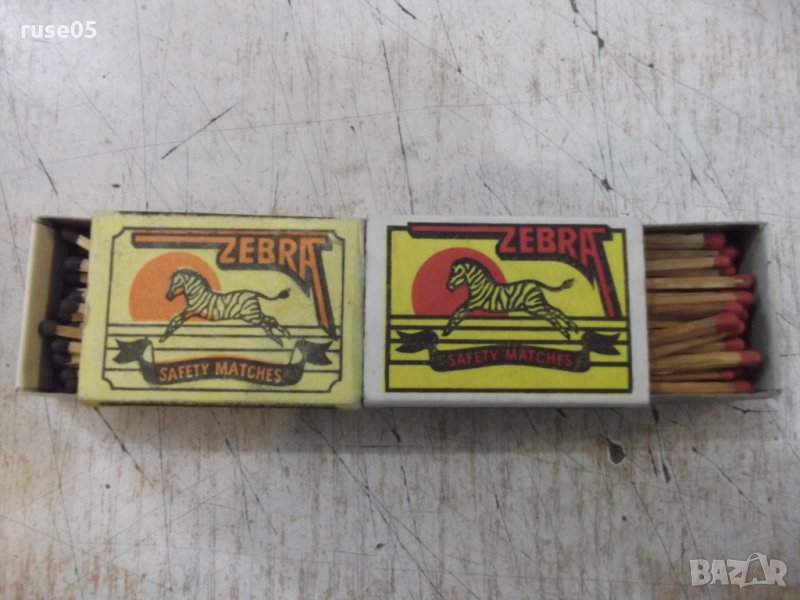 ruse05
ZEBRA
SAFETY MATCHES
ZEBRA
SAFETY MATCHES
BAZAR